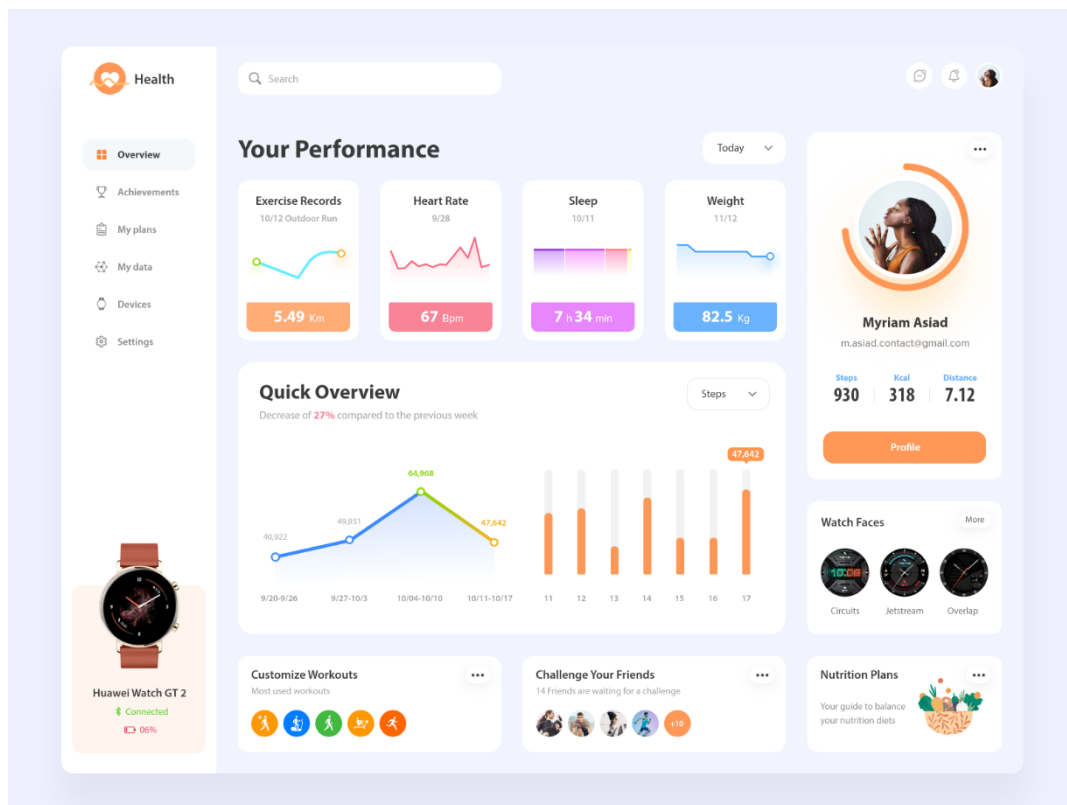 Health
Search
Overview
Achievements
My plans
My data
Devices
Settings
Huawei Watch GT 2
Connected
06%
Your Performance
Today
Exercise Records
10/12 Outdoor Run
5.49 Km
Heart Rate
9/28
67 Bpm
Sleep
10/11
7 h 34 min
Weight
11/12
82.5 Kg
Quick Overview
Decrease of 27% compared to the previous week
Steps
40,922
49,851
64,968
47,642
9/20-9/26
9/27-10/3
10/04-10/10
10/11-10/17
47,642
11
12
13
14
15
16
17
Customize Workouts
Most used workouts
Challenge Your Friends
14 Friends are waiting for a challenge
+10
Myriam Asiad
m.asiad.contact@gmail.com
Steps
930
Kcal
318
Distance
7.12
Profile
Watch Faces
More
10:08
Circuits
Jetstream
Overlap
Nutrition Plans
Your guide to balance
your nutrition diets